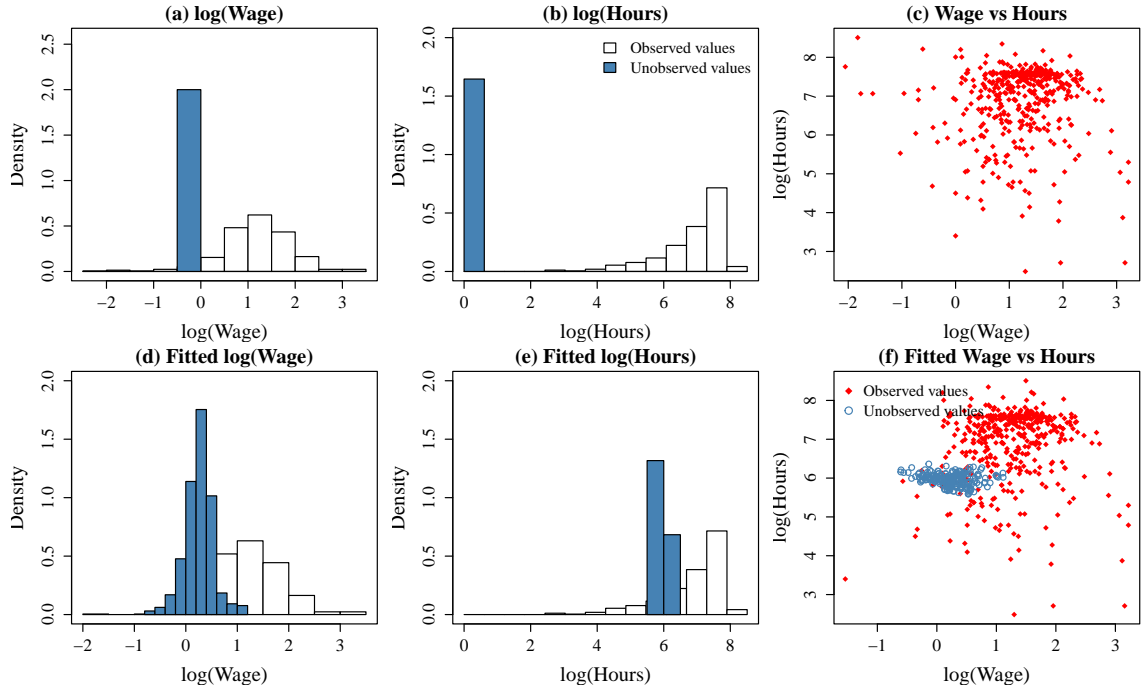 (a) log(Wage)
Density
0.0 0.5 1.0 1.5 2.0 2.5
−2 −1 0 1 2 3
log(Wage)
(b) log(Hours)
Observed values
Unobserved values
Density
0.0 0.5 1.0 1.5 2.0
0 2 4 6 8
log(Hours)
(c) Wage vs Hours
log(Hours)
3 4 5 6 7 8
−2 −1 0 1 2 3
log(Wage)
(d) Fitted log(Wage)
Density
0.0 0.5 1.0 1.5 2.0
−2 −1 0 1 2 3
log(Wage)
(e) Fitted log(Hours)
Density
0.0 0.5 1.0 1.5 2.0
0 2 4 6 8
log(Hours)
(f) Fitted Wage vs Hours
Observed values
Unobserved values
log(Hours)
3 4 5 6 7 8
−1 0 1 2 3
log(Wage)